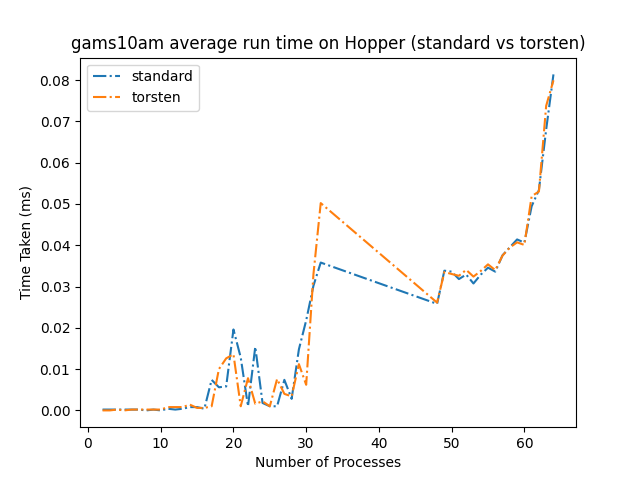 gams10am average run time on Hopper (standard vs torsten)
standard
torsten
Time Taken (ms)
0.08
0.07
0.06
0.05
0.04
0.03
0.02
0.01
0.00
0 10 20 30 40 50 60
Number of Processes